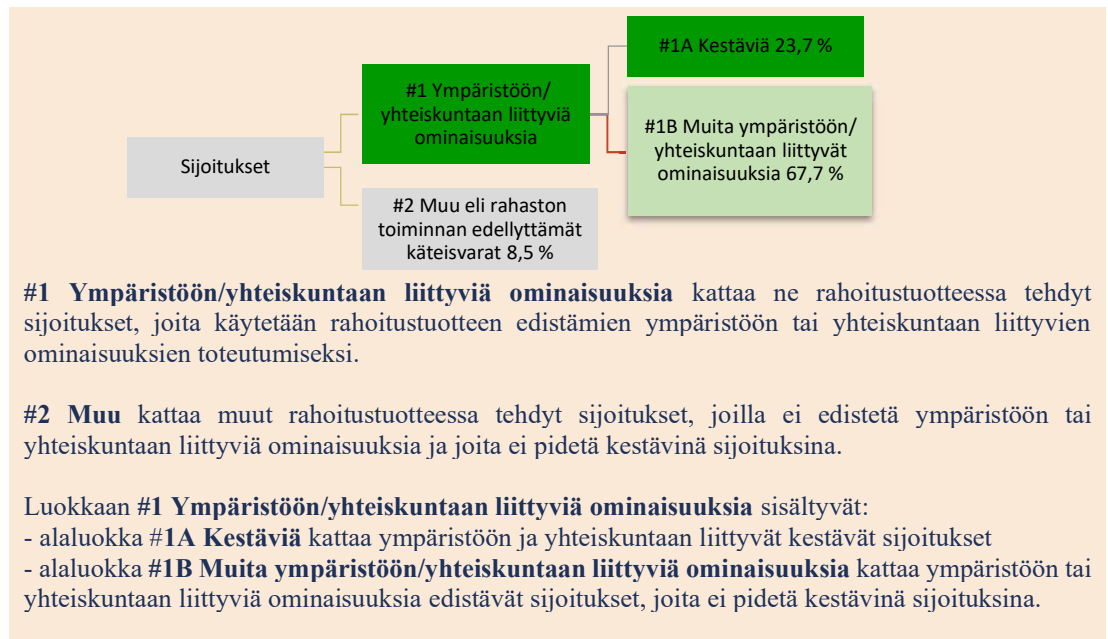 #1A Kestäviä 23,7 %
#1 Ympäristöön/
yhteiskuntaan liittyviä
ominaisuuksia
#1B Muita ympäristöön/
yhteiskuntaan liittyvät
ominaisuuksia 67,7 %
Sijoitukset
#2 Muu eli rahaston
toiminnan edellyttämät
käteisvarat 8,5 %
#1 Ympäristöön/yhteiskuntaan liittyviä ominaisuuksia kattaa ne rahoitustuotteessa tehdyt
sijoitukset, joita käytetään rahoitustuotteen edistämien ympäristöön tai yhteiskuntaan liittyvien
ominaisuuksien toteutumiseksi.
#2 Muu kattaa muut rahoitustuotteessa tehdyt sijoitukset, joilla ei edistetä ympäristöön tai
yhteiskuntaan liittyviä ominaisuuksia ja joita ei pidetä kestävinä sijoituksina.
Luokkaan #1 Ympäristöön/yhteiskuntaan liittyviä ominaisuuksia sisältyvät:
- alaluokka #1A Kestäviä kattaa ympäristöön ja yhteiskuntaan liittyvät kestävät sijoitukset
- alaluokka #1B Muita ympäristöön/yhteiskuntaan liittyviä ominaisuuksia kattaa ympäristöön tai
yhteiskuntaan liittyviä ominaisuuksia edistävät sijoitukset, joita ei pidetä kestävinä sijoituksina.